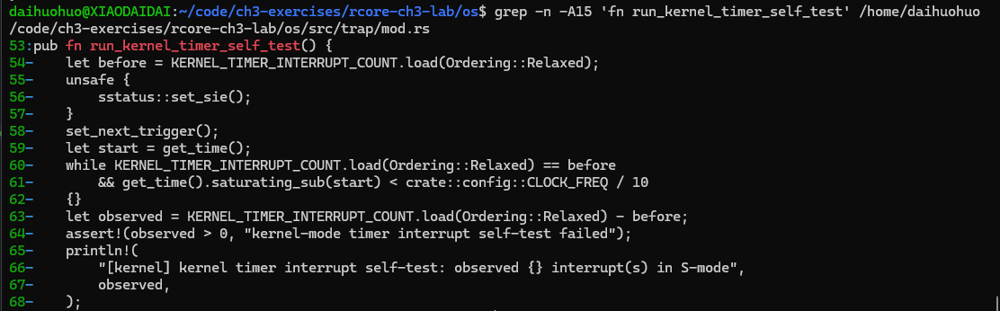 daihuohuo@XIAODAIDAI:~/code/ch3-exercises/rcore-ch3-lab/os$ grep -n -A15 'fn run_kernel_timer_self_test' /home/daihuohuo
/code/ch3-exercises/rcore-ch3-lab/os/src/trap/mod.rs
53:pub fn run_kernel_timer_self_test() {
54-    let before = KERNEL_TIMER_INTERRUPT_COUNT.load(Ordering::Relaxed);
55-    unsafe {
56-        sstatus::set_sie();
57-    }
58-    set_next_trigger();
59-    let start = get_time();
60-    while KERNEL_TIMER_INTERRUPT_COUNT.load(Ordering::Relaxed) == before
61-        && get_time().saturating_sub(start) < crate::config::CLOCK_FREQ / 10
62-    {}
63-    let observed = KERNEL_TIMER_INTERRUPT_COUNT.load(Ordering::Relaxed) - before;
64-    assert!(observed > 0, "kernel-mode timer interrupt self-test failed");
65-    println!(
66-        "[kernel] kernel timer interrupt self-test: observed {} interrupt(s) in S-mode",
67-        observed,
68-    );